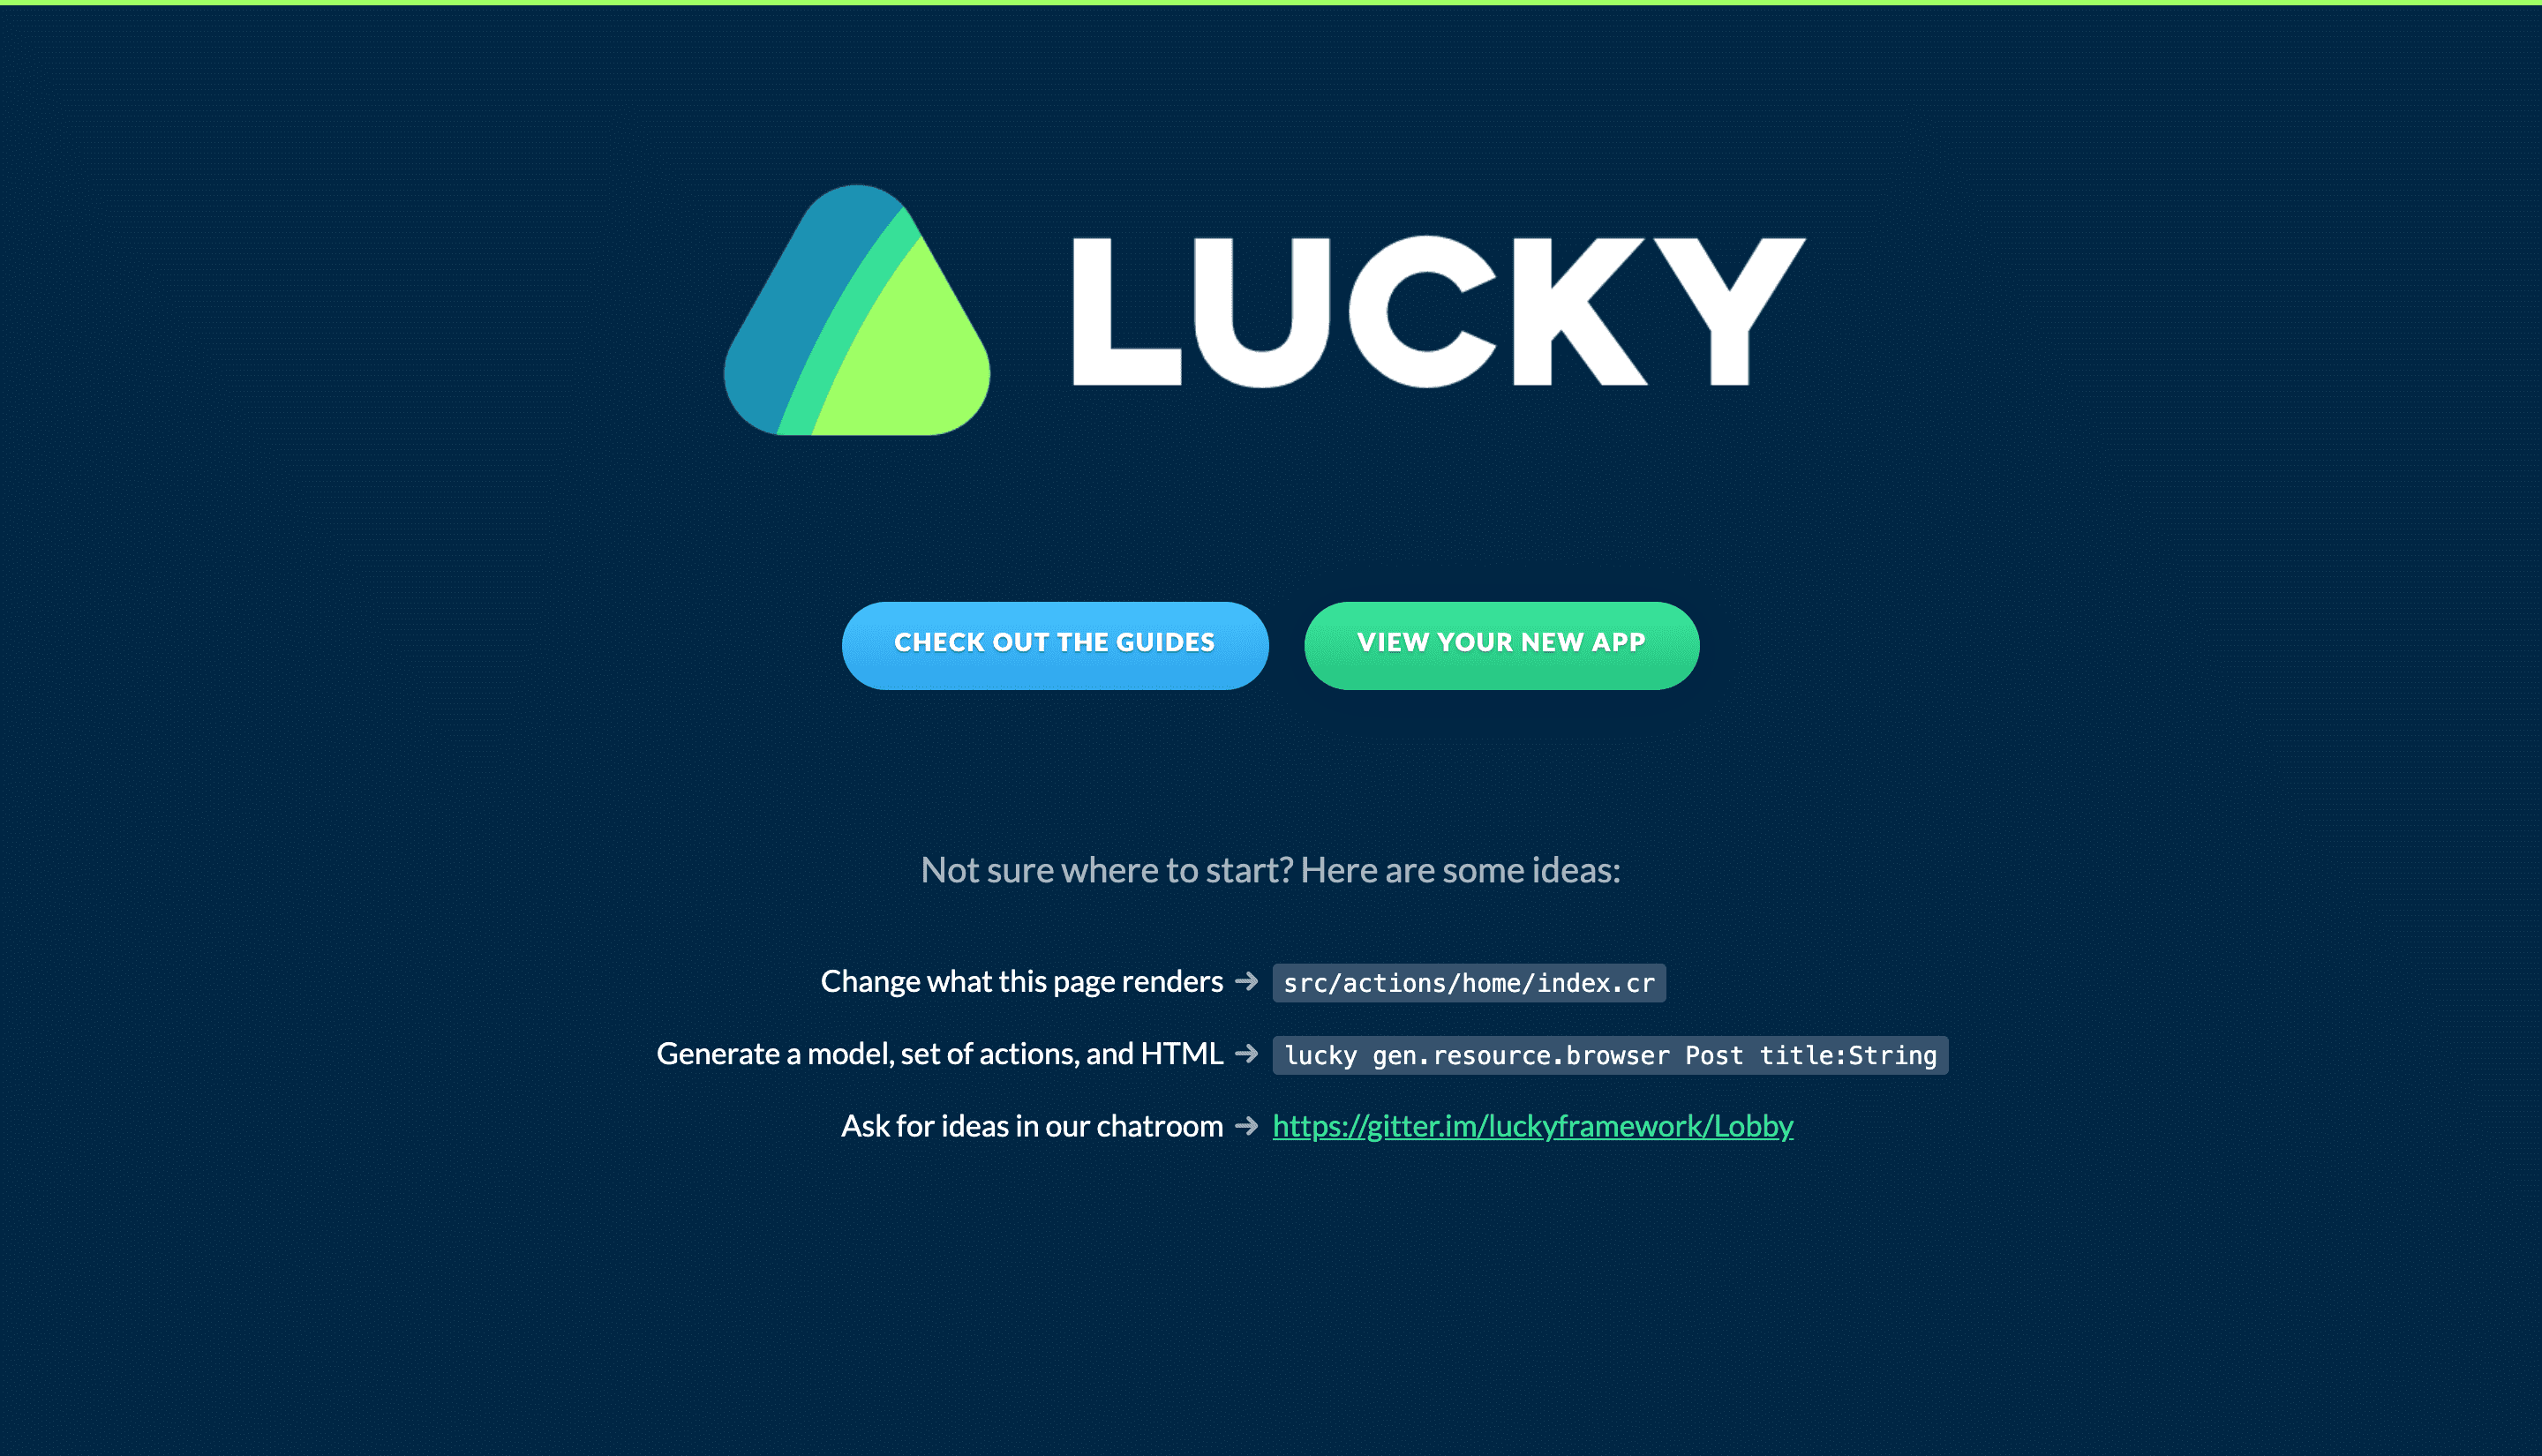 LUCKY
CHECK OUT THE GUIDES
VIEW YOUR NEW APP
Not sure where to start? Here are some ideas:
Change what this page renders → src/actions/home/index.cr
Generate a model, set of actions, and HTML → lucky gen.resource.browser Post title:String
Ask for ideas in our chatroom → https://gitter.im/luckyframework/Lobby